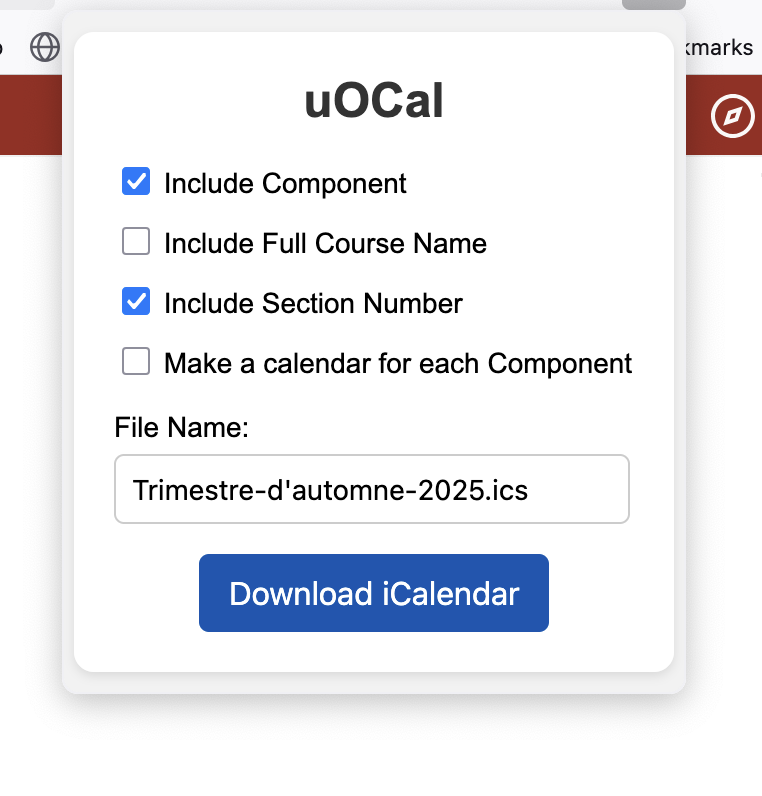 uOCal
Include Component
Include Full Course Name
Include Section Number
Make a calendar for each Component
File Name:
Trimestre-d'automne-2025.ics
Download iCalendar